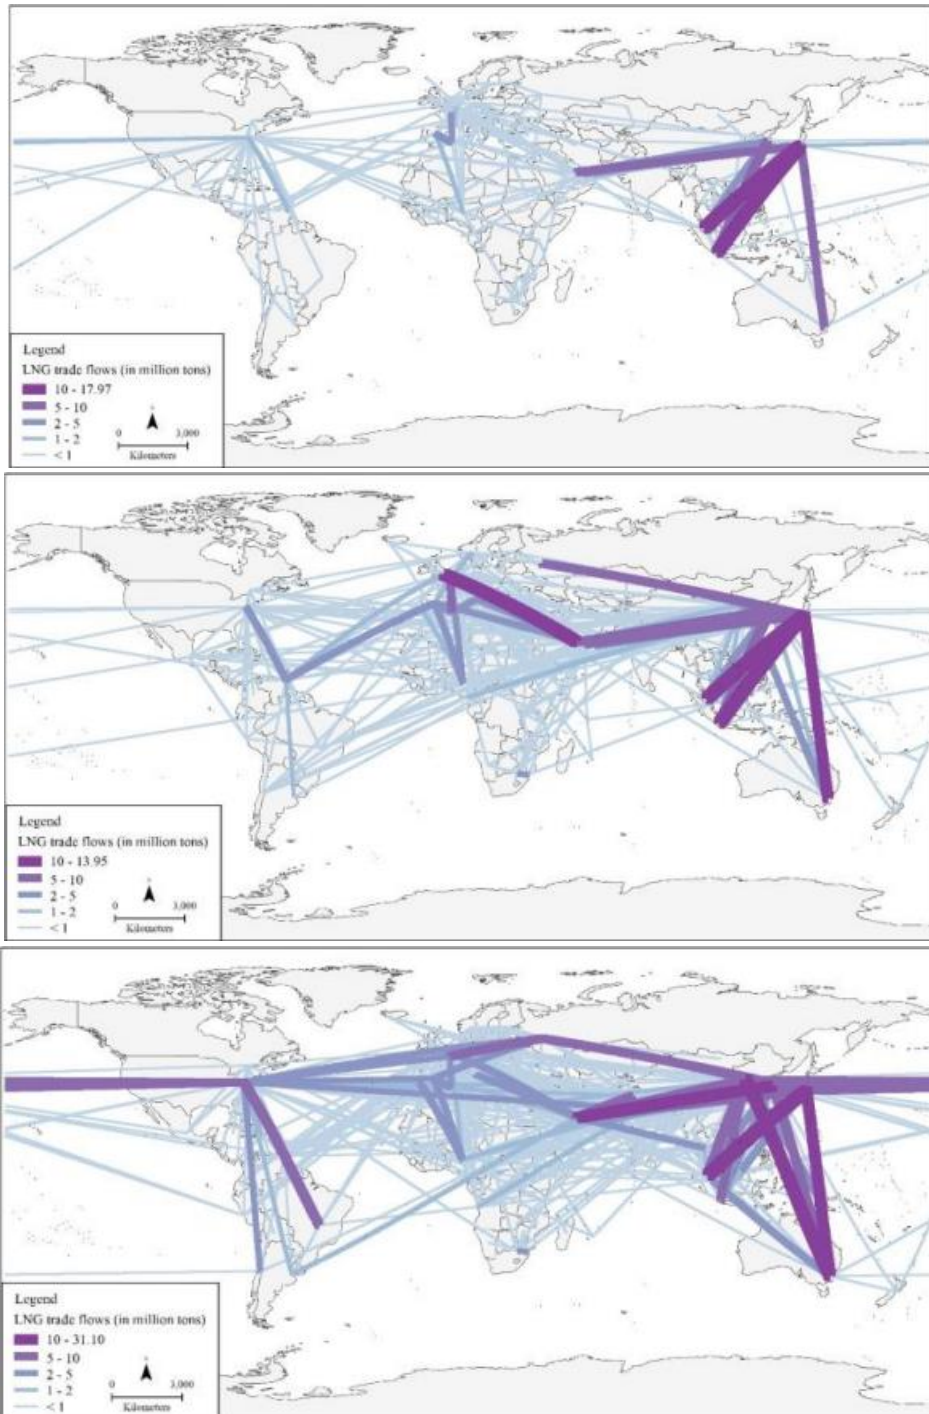 Legend
LNG trade flows (in million tons)
10 - 17.97
5 - 10
2 - 5
1 - 2
< 1
0 3,000
Kilometers
Legend
LNG trade flows (in million tons)
10 - 13.95
5 - 10
2 - 5
1 - 2
< 1
0 3,000
Kilometers
Legend
LNG trade flows (in million tons)
10 - 31.10
5 - 10
2 - 5
1 - 2
< 1
0 3,000
Kilometers